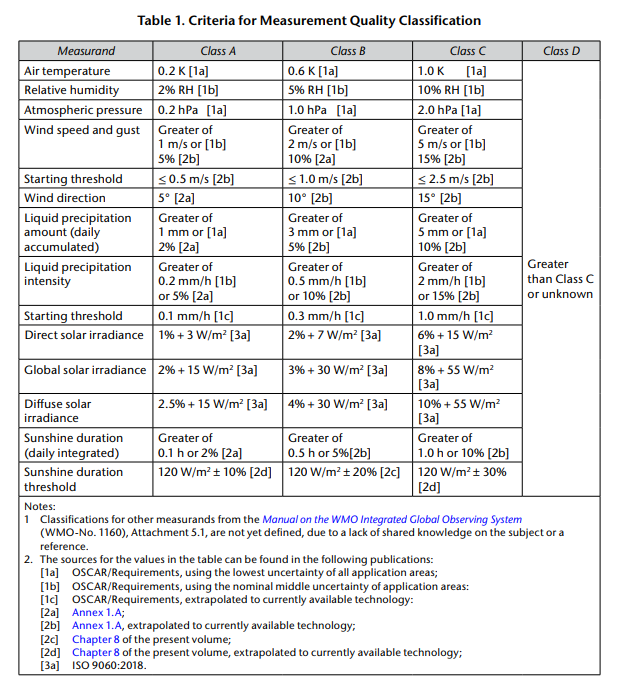 Table 1. Criteria for Measurement Quality Classification
Measurand Class A Class B Class C Class D
Air temperature 0.2 K [1a] 0.6 K [1a] 1.0 K [1a]
Relative humidity 2% RH [1b] 5% RH [1b] 10% RH [1b]
Atmospheric pressure 0.2 hPa [1a] 1.0 hPa [1a] 2.0 hPa [1a]
Wind speed and gust Greater of Greater of Greater of
1 m/s or [1b] 2 m/s or [1b] 5 m/s or [1b]
5% [2b] 10% [2a] 15% [2b]
Starting threshold ≤ 0.5 m/s [2b] ≤ 1.0 m/s [2b] ≤ 2.5 m/s [2b]
Wind direction 5° [2a] 10° [2b] 15° [2b]
Liquid precipitation Greater of Greater of Greater of
amount (daily 1 mm or [1a] 3 mm or [1a] 5 mm or [1a]
accumulated) 2% [2a] 5% [2b] 10% [2b]
Liquid precipitation Greater of Greater of Greater of Greater
intensity 0.2 mm/h [1b] 0.5 mm/h [1b] 2 mm/h [1b] than Class C
or 5% [2a] or 10% [2b] or 15% [2b] or unknown
Starting threshold 0.1 mm/h [1c] 0.3 mm/h [1c] 1.0 mm/h [1c]
Direct solar irradiance 1% + 3 W/m² [3a] 2% + 7 W/m² [3a] 6% + 15 W/m²
[3a]
Global solar irradiance 2% + 15 W/m² [3a] 3% + 30 W/m² [3a] 8% + 55 W/m²
[3a]
Diffuse solar 2.5% + 15 W/m² [3a] 4% + 30 W/m² [3a] 10% + 55 W/m²
irradiance [3a]
Sunshine duration Greater of Greater of Greater of
(daily integrated) 0.1 h or 2% [2a] 0.5 h or 5%[2b] 1.0 h or 10% [2b]
Sunshine duration 120 W/m² ± 10% [2d] 120 W/m² ± 20% [2c] 120 W/m² ± 30%
threshold [2d]
Notes:
1 Classifications for other measurands from the Manual on the WMO Integrated Global Observing System
(WMO-No. 1160), Attachment 5.1, are not yet defined, due to a lack of shared knowledge on the subject or a
reference.
2. The sources for the values in the table can be found in the following publications:
[1a] OSCAR/Requirements, using the lowest uncertainty of all application areas;
[1b] OSCAR/Requirements, using the nominal middle uncertainty of application areas:
[1c] OSCAR/Requirements, extrapolated to currently available technology:
[2a] Annex 1.A;
[2b] Annex 1.A, extrapolated to currently available technology;
[2c] Chapter 8 of the present volume;
[2d] Chapter 8 of the present volume, extrapolated to currently available technology;
[3a] ISO 9060:2018.